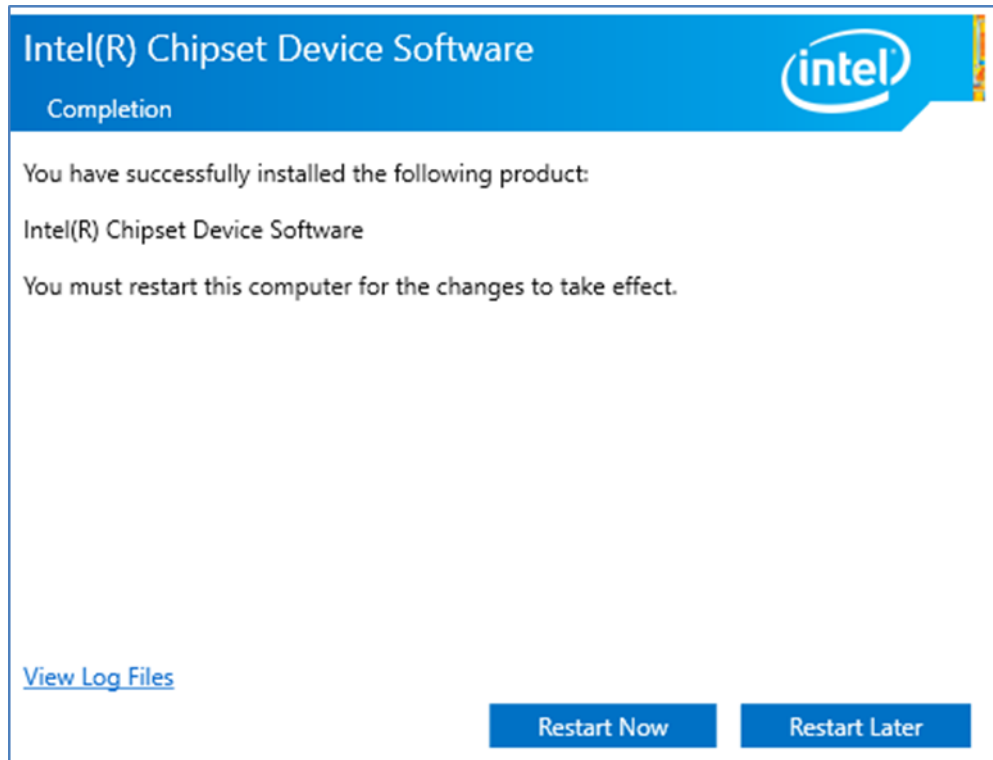 Intel(R) Chipset Device Software
intel
Completion
You have successfully installed the following product:
Intel(R) Chipset Device Software
You must restart this computer for the changes to take effect.
View Log Files
Restart Now
Restart Later